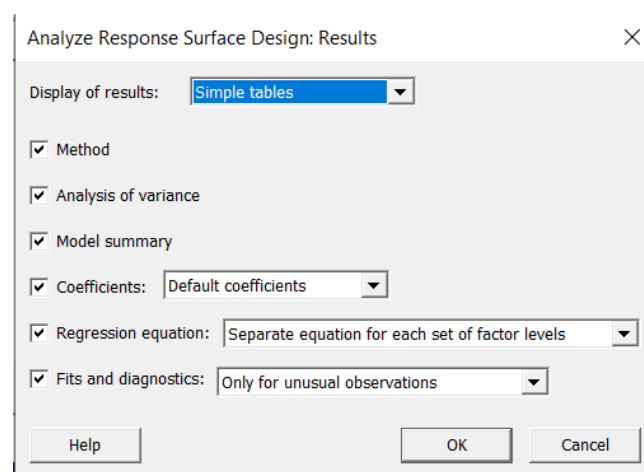 Analyze Response Surface Design: Results
Display of results: Simple tables
Method
Analysis of variance
Model summary
Coefficients: Default coefficients
Regression equation: Separate equation for each set of factor levels
Fits and diagnostics: Only for unusual observations
Help OK Cancel